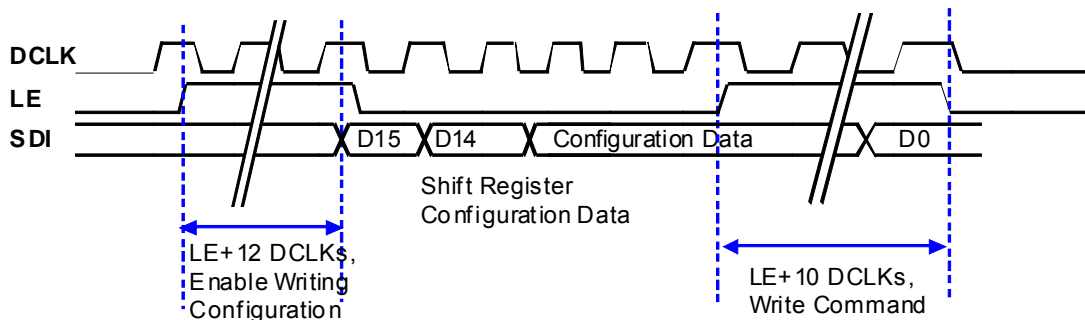 DCLK
LE
SDI
D15
D14
Configuration Data
D0
Shift Register
Configuration Data
LE+12 DCLKs,
Enable Writing
Configuration
LE+10 DCLKs,
Write Command